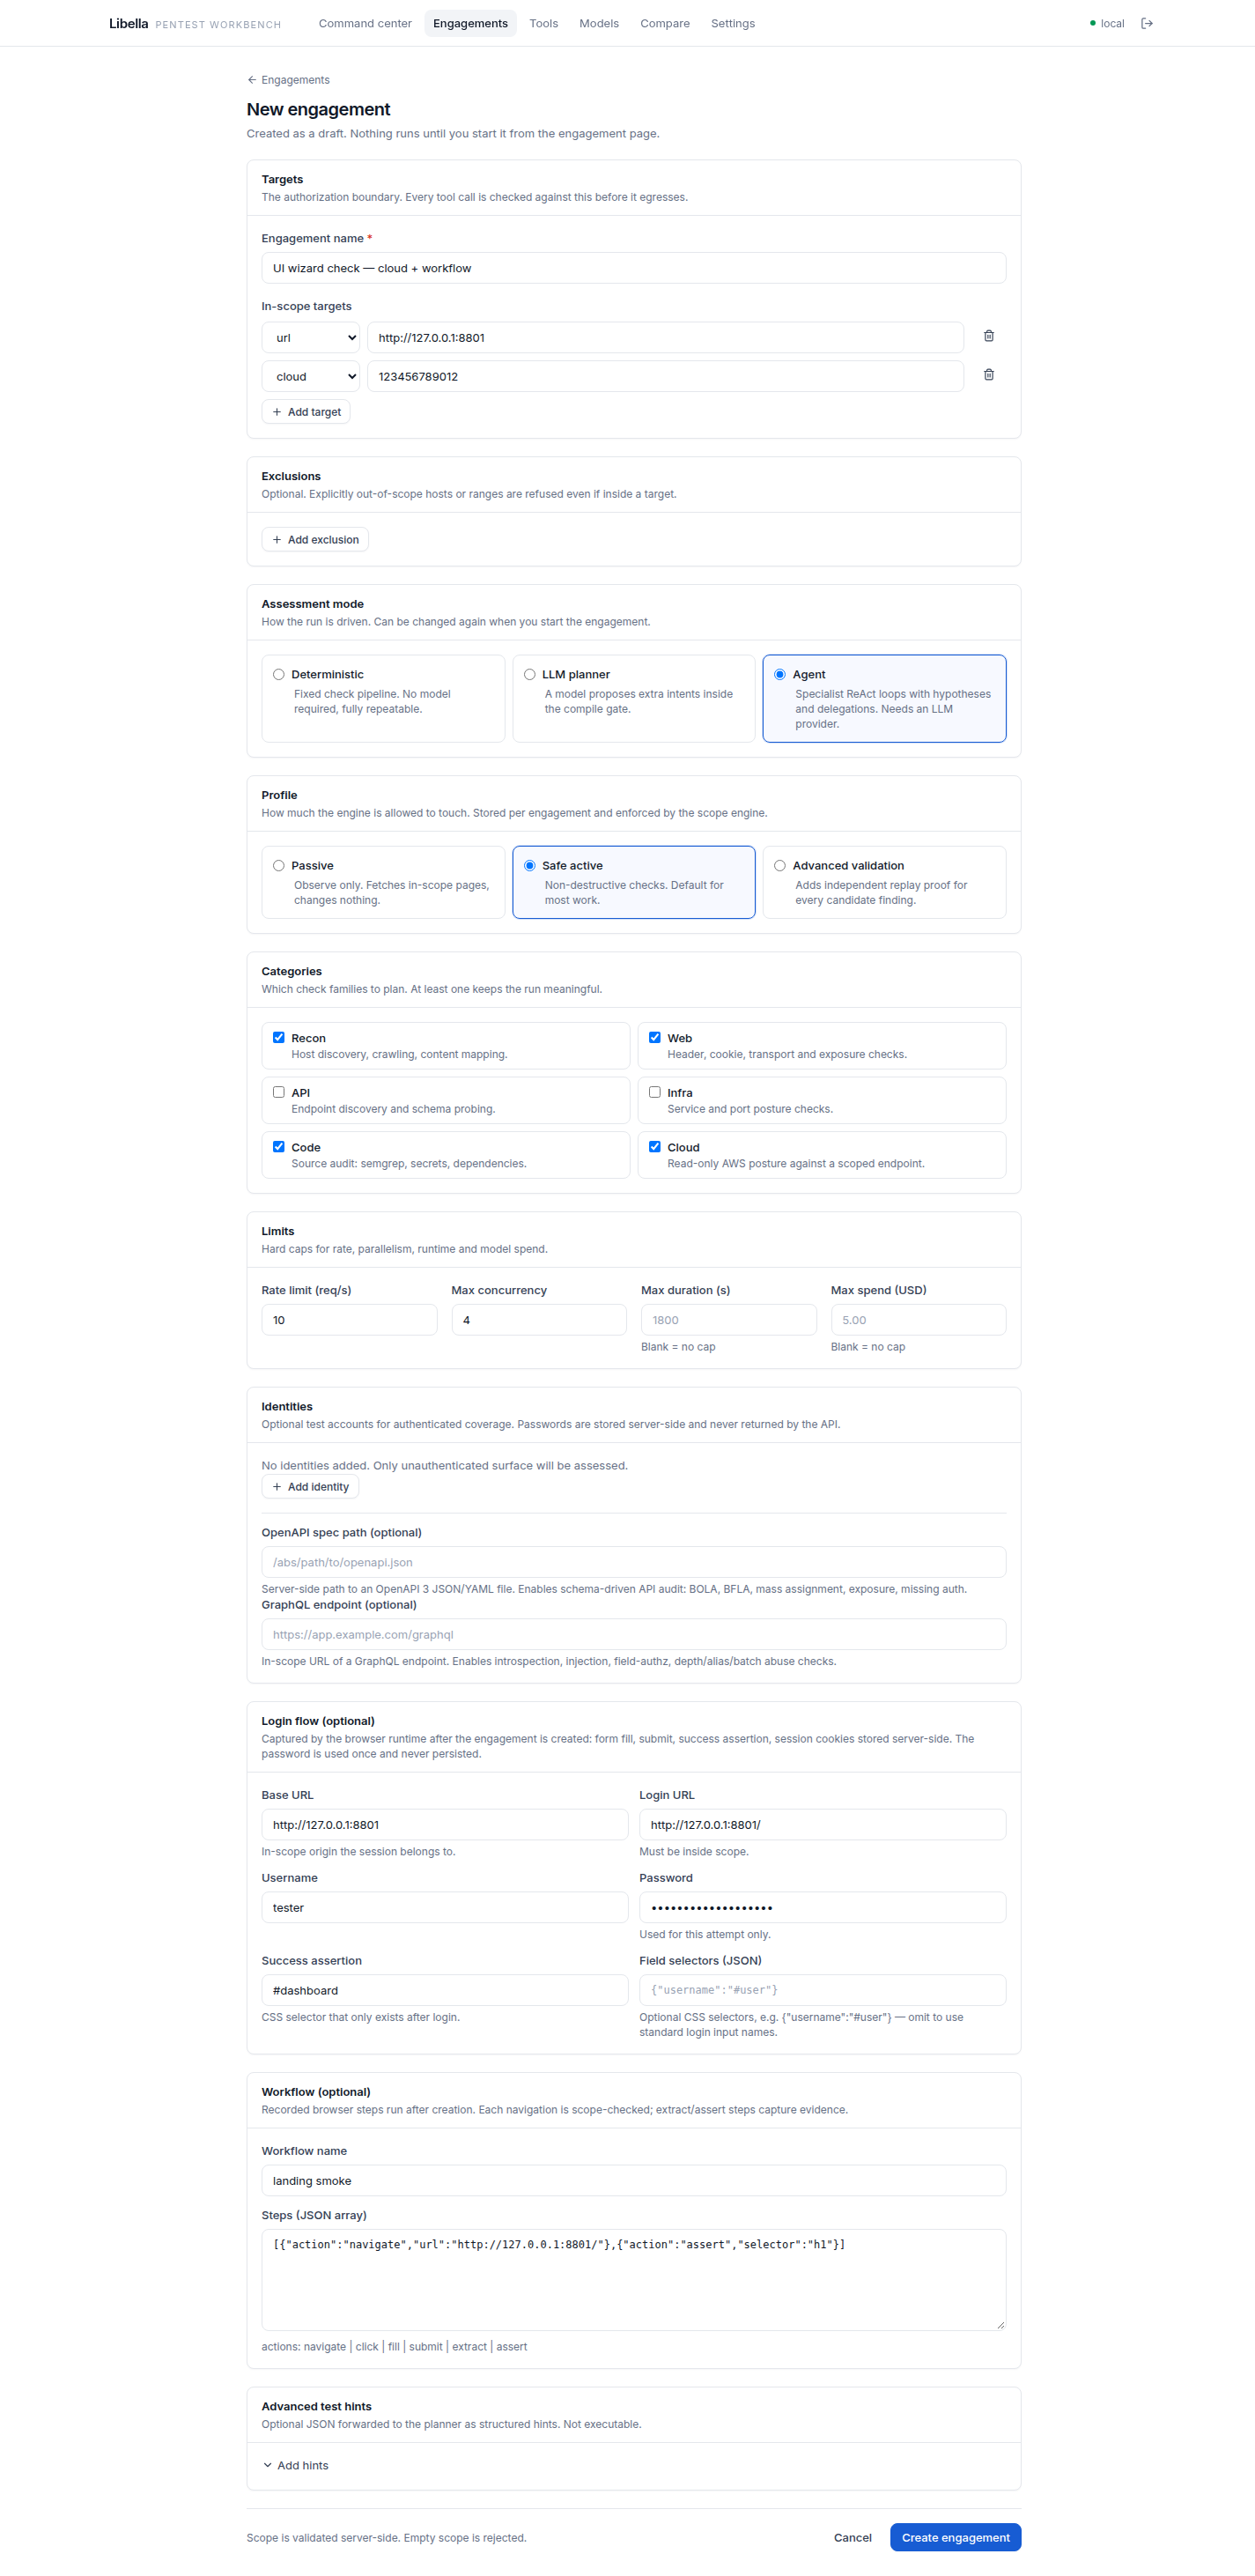 Libella PENTEST WORKBENCH Command center Engagements Tools Models Compare Settings local
Engagements
New engagement
Created as a draft. Nothing runs until you start it from the engagement page.
Targets
The authorization boundary. Every tool call is checked against this before it egresses.
Engagement name *
UI wizard check — cloud + workflow
In-scope targets
url http://127.0.0.1:8801
cloud 123456789012
+ Add target
Exclusions
Optional. Explicitly out-of-scope hosts or ranges are refused even if inside a target.
+ Add exclusion
Assessment mode
How the run is driven. Can be changed again when you start the engagement.
Deterministic
Fixed check pipeline. No model
required, fully repeatable.
LLM planner
A model proposes extra intents inside
the compile gate.
Agent
Specialist ReAct loops with hypotheses
and delegations. Needs an LLM
provider.
Profile
How much the engine is allowed to touch. Stored per engagement and enforced by the scope engine.
Passive
Observe only. Fetches in-scope pages,
changes nothing.
Safe active
Non-destructive checks. Default for
most work.
Advanced validation
Adds independent replay proof for
every candidate finding.
Categories
Which check families to plan. At least one keeps the run meaningful.
Recon
Host discovery, crawling, content mapping.
Web
Header, cookie, transport and exposure checks.
API
Endpoint discovery and schema probing.
Infra
Service and port posture checks.
Code
Source audit: semgrep, secrets, dependencies.
Cloud
Read-only AWS posture against a scoped endpoint.
Limits
Hard caps for rate, parallelism, runtime and model spend.
Rate limit (req/s) Max concurrency Max duration (s) Max spend (USD)
10 4 1800 5.00
Blank = no cap Blank = no cap
Identities
Optional test accounts for authenticated coverage. Passwords are stored server-side and never returned by the API.
No identities added. Only unauthenticated surface will be assessed.
+ Add identity
OpenAPI spec path (optional)
/abs/path/to/openapi.json
Server-side path to an OpenAPI 3 JSON/YAML file. Enables schema-driven API audit: BOLA, BFLA, mass assignment, exposure, missing auth.
GraphQL endpoint (optional)
https://app.example.com/graphql
In-scope URL of a GraphQL endpoint. Enables introspection, injection, field-authz, depth/alias/batch abuse checks.
Login flow (optional)
Captured by the browser runtime after the engagement is created: form fill, submit, success assertion, session cookies stored server-side. The
password is used once and never persisted.
Base URL Login URL
http://127.0.0.1:8801 http://127.0.0.1:8801/
In-scope origin the session belongs to. Must be inside scope.
Username Password
tester •••••••••••••••••••
Used for this attempt only.
Success assertion Field selectors (JSON)
#dashboard {"username":"#user"}
CSS selector that only exists after login. Optional CSS selectors, e.g. {"username":"#user"} — omit to use
standard login input names.
Workflow (optional)
Recorded browser steps run after creation. Each navigation is scope-checked; extract/assert steps capture evidence.
Workflow name
landing smoke
Steps (JSON array)
[{"action":"navigate","url":"http://127.0.0.1:8801/"},{"action":"assert","selector":"h1"}]
actions: navigate | click | fill | submit | extract | assert
Advanced test hints
Optional JSON forwarded to the planner as structured hints. Not executable.
Add hints
Scope is validated server-side. Empty scope is rejected. Cancel Create engagement